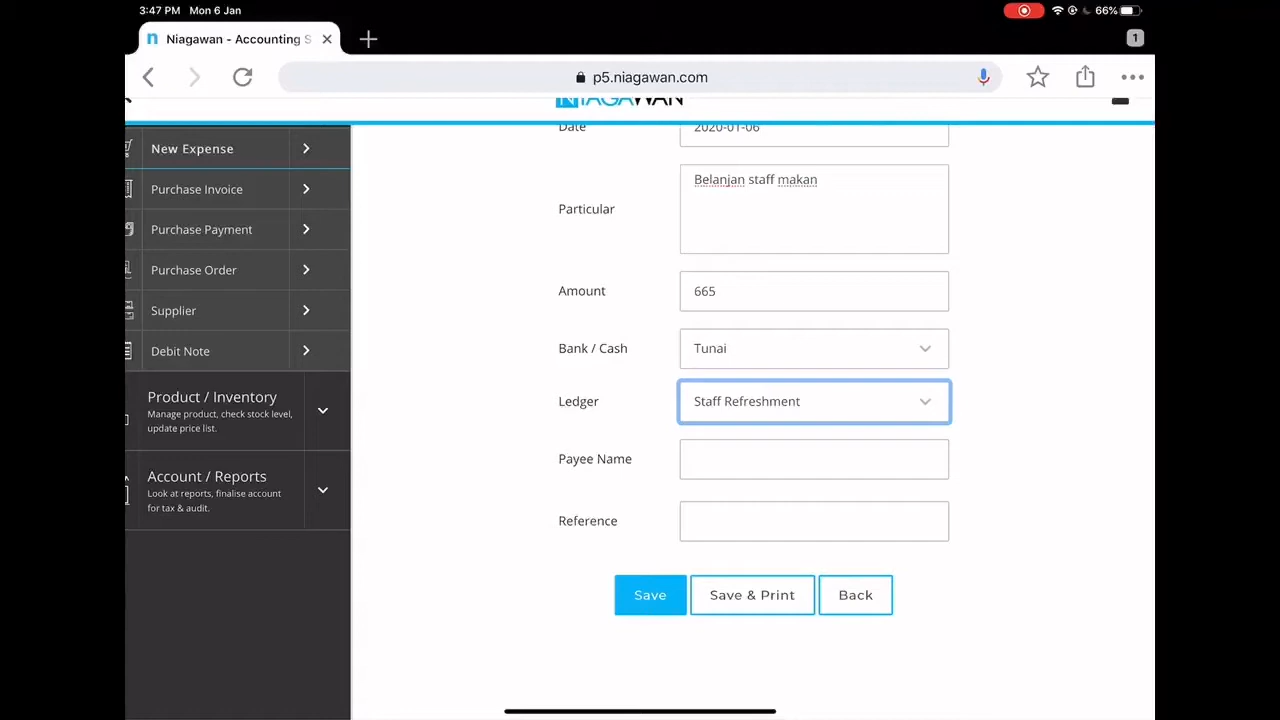 3:47 PM Mon 6 Jan
66%
n Niagawan - Accounting S
1
p5.niagawan.com
NIAGAWAN
New Expense
Purchase Invoice
Purchase Payment
Purchase Order
Supplier
Debit Note
Product / Inventory
Manage product, check stock level,
update price list.
Account / Reports
Look at reports, finalise account
for tax & audit.
Date 2020-01-06
Particular Belanjan staff makan
Amount 665
Bank / Cash Tunai
Ledger Staff Refreshment
Payee Name
Reference
Save Save & Print Back